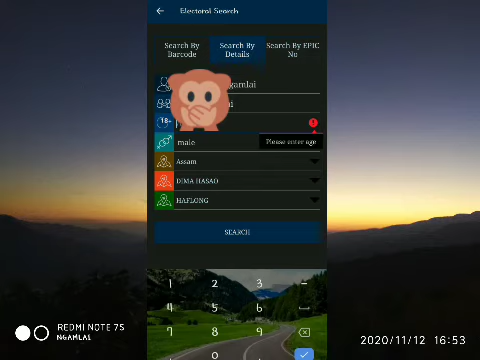 Electoral Search
Search By Barcode
Search By Details
Search By EPIC No
gamlai
18+
male
Please enter age
Assam
DIMA HASAO
HAFLONG
SEARCH
1 2 3 -
4 5 6
7 8 9
0
REDMI NOTE 7S
NGAMLAI
2020/11/12 16:53